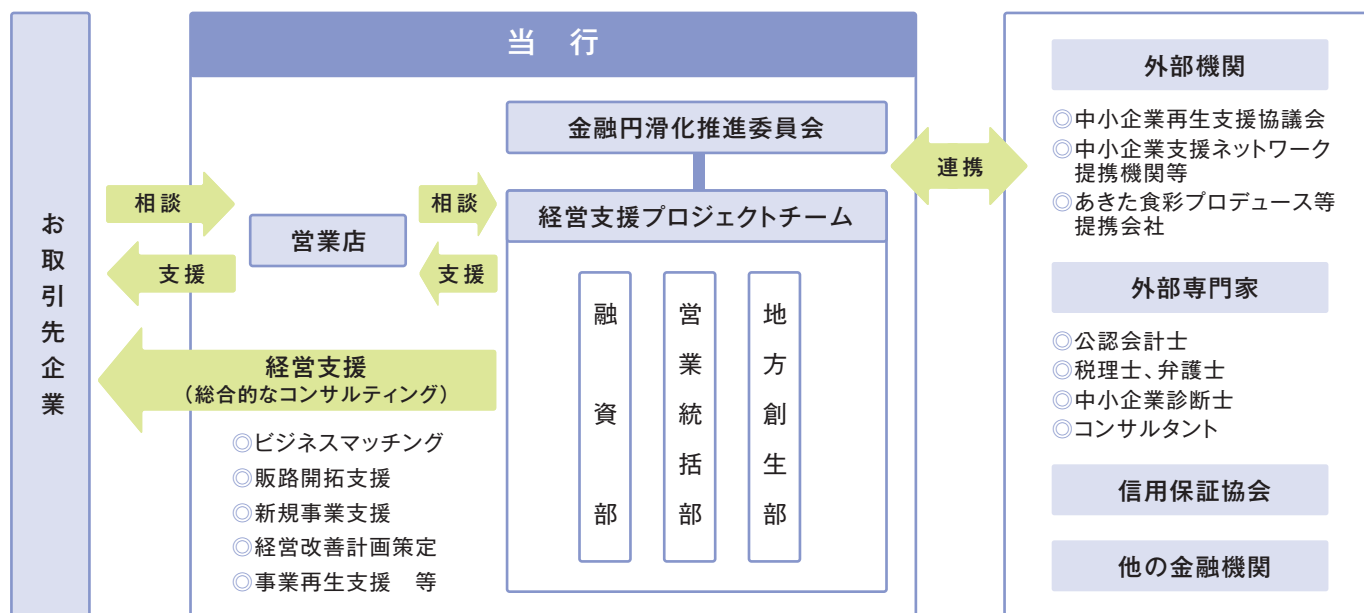 お取引先企業
当　行
相談
支援
営業店
相談
支援
経営支援
（総合的なコンサルティング）
◎ビジネスマッチング
◎販路開拓支援
◎新規事業支援
◎経営改善計画策定
◎事業再生支援　等
金融円滑化推進委員会
経営支援プロジェクトチーム
融資部
営業統括部
地方創生部
連携
外部機関
◎中小企業再生支援協議会
◎中小企業支援ネットワーク
提携機関等
◎あきた食彩プロデュース等
提携会社
外部専門家
◎公認会計士
◎税理士、弁護士
◎中小企業診断士
◎コンサルタント
信用保証協会
他の金融機関